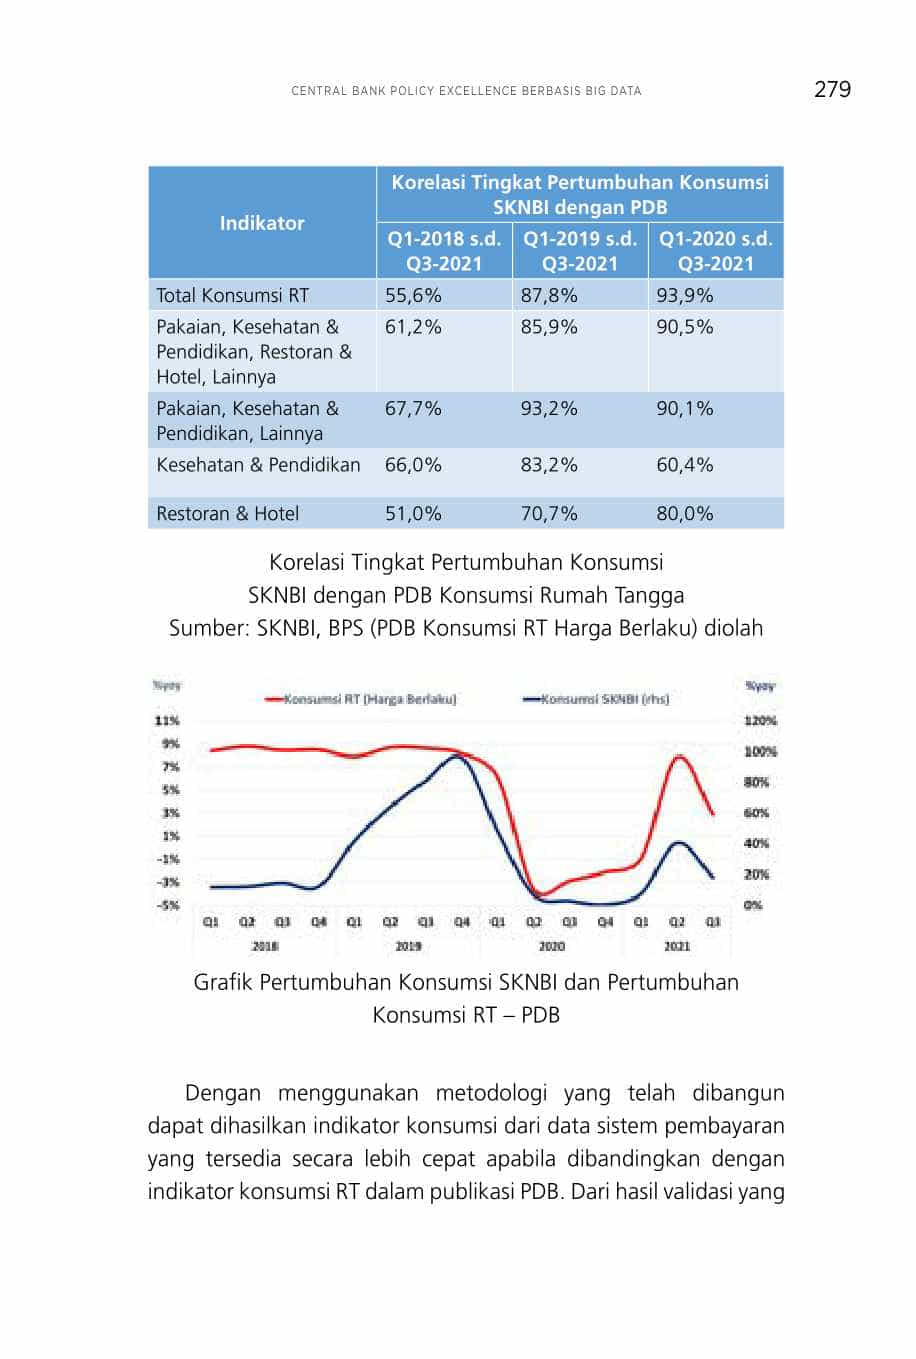 CENTRAL BANK POLICY EXCELLENCE BERBASIS BIG DATA
279
Indikator
Korelasi Tingkat Pertumbuhan Konsumsi
SKNBI dengan PDB
Q1-2018 s.d. Q1-2019 s.d. Q1-2020 s.d.
Q3-2021 Q3-2021 Q3-2021
Total Konsumsi RT 55,6% 87,8% 93,9%
Pakaian, Kesehatan & 61,2% 85,9% 90,5%
Pendidikan, Restoran &
Hotel, Lainnya
Pakaian, Kesehatan & 67,7% 93,2% 90,1%
Pendidikan, Lainnya
Kesehatan & Pendidikan 66,0% 83,2% 60,4%
Restoran & Hotel 51,0% 70,7% 80,0%
Korelasi Tingkat Pertumbuhan Konsumsi
SKNBI dengan PDB Konsumsi Rumah Tangga
Sumber: SKNBI, BPS (PDB Konsumsi RT Harga Berlaku) diolah
%yoy %yoy
Konsumsi RT (Harga Berlaku) Konsumsi SKNBI (rhs)
11% 120%
9% 100%
7% 80%
5% 60%
3% 40%
1% 20%
-1% 0%
-3%
-5%
Q1 Q2 Q3 Q4 Q1 Q2 Q3 Q4 Q1 Q2 Q3 Q4 Q1 Q2 Q3
2018 2019 2020 2021
Grafik Pertumbuhan Konsumsi SKNBI dan Pertumbuhan
Konsumsi RT – PDB
Dengan menggunakan metodologi yang telah dibangun
dapat dihasilkan indikator konsumsi dari data sistem pembayaran
yang tersedia secara lebih cepat apabila dibandingkan dengan
indikator konsumsi RT dalam publikasi PDB. Dari hasil validasi yang